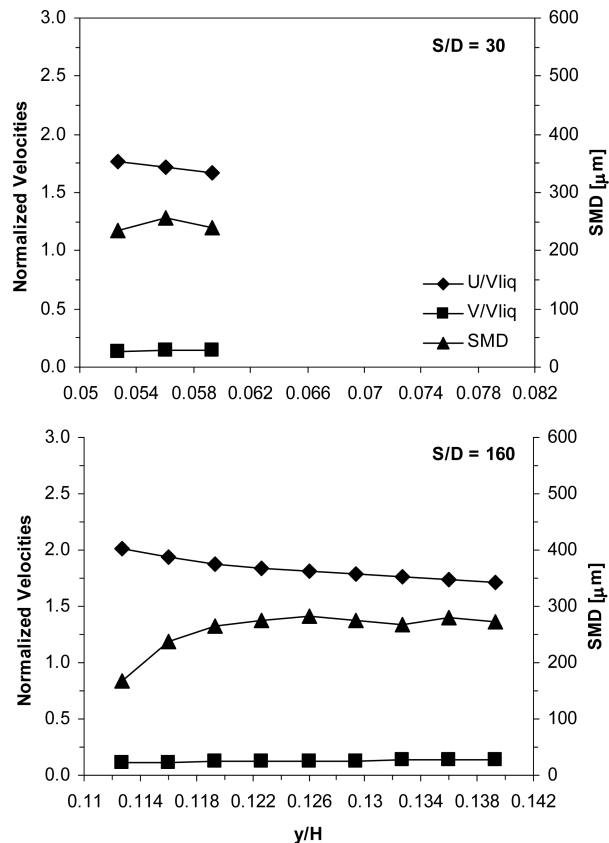 3.0 600
S/D = 30
2.5 500
2.0 400
1.5 300
1.0 200
0.5 100
0.0 0
Normalized Velocities
SMD [µm]
U/Vliq
V/Vliq
SMD
0.05 0.054 0.058 0.062 0.066 0.07 0.074 0.078 0.082
3.0 600
S/D = 160
2.5 500
2.0 400
1.5 300
1.0 200
0.5 100
0.0 0
Normalized Velocities
SMD [µm]
0.11 0.114 0.118 0.122 0.126 0.13 0.134 0.138 0.142
y/H